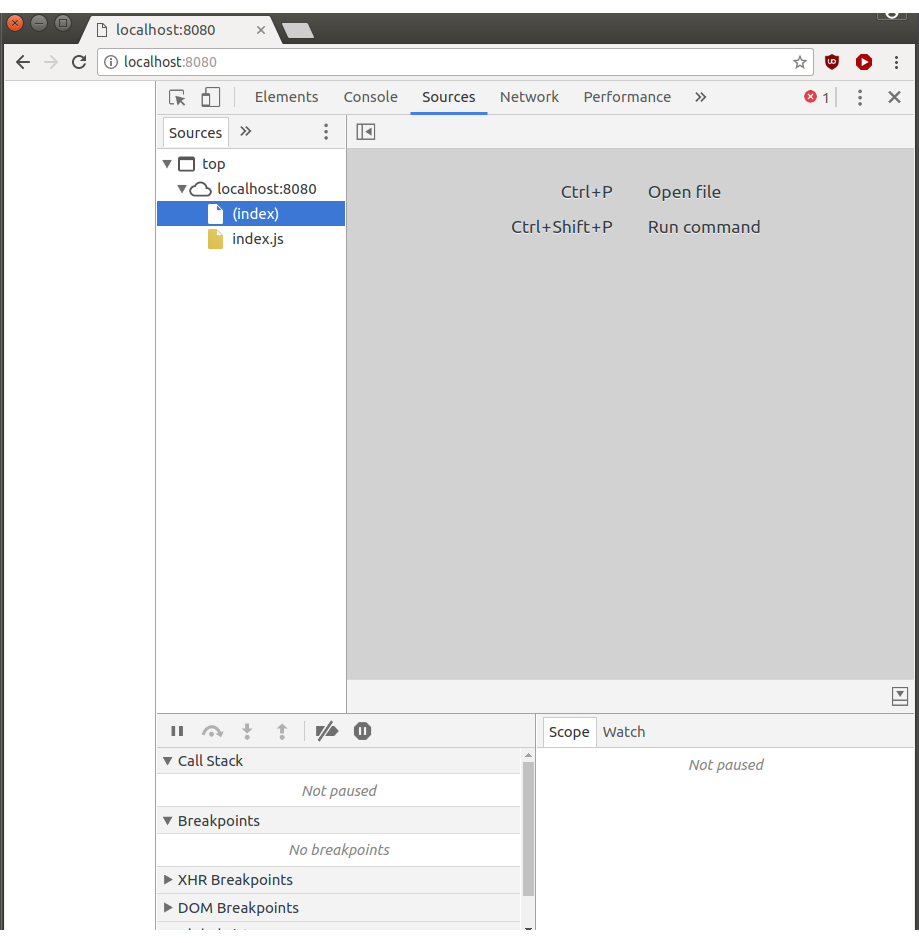 localhost:8080
localhost:8080
Elements Console Sources Network Performance » 1
Sources »
top
localhost:8080
(index)
index.js
Ctrl+P Open file
Ctrl+Shift+P Run command
Scope Watch
Call Stack
Not paused
Not paused
Breakpoints
No breakpoints
XHR Breakpoints
DOM Breakpoints